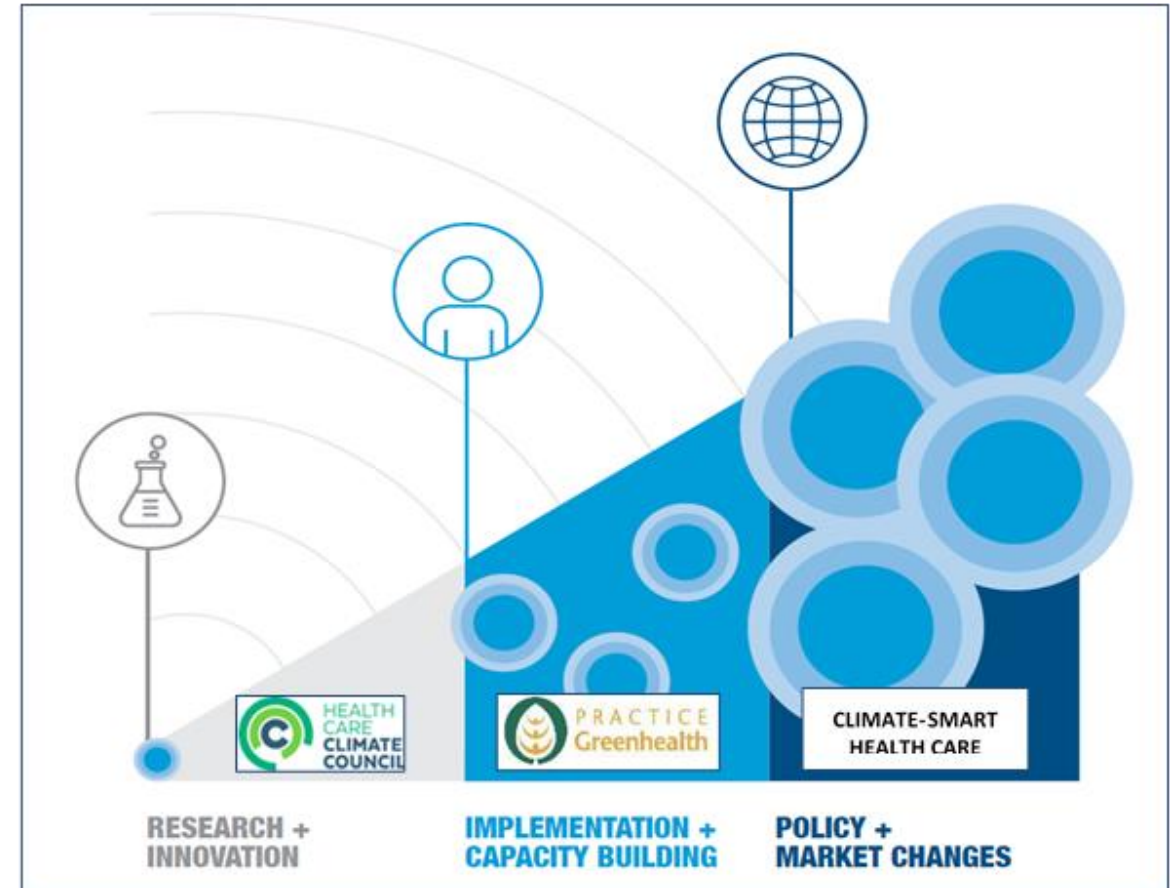 HEALTH
CARE
CLIMATE
COUNCIL
C
PRACTICE
Greenhealth
CLIMATE-SMART
HEALTH CARE
RESEARCH +
INNOVATION
IMPLEMENTATION +
CAPACITY BUILDING
POLICY +
MARKET CHANGES